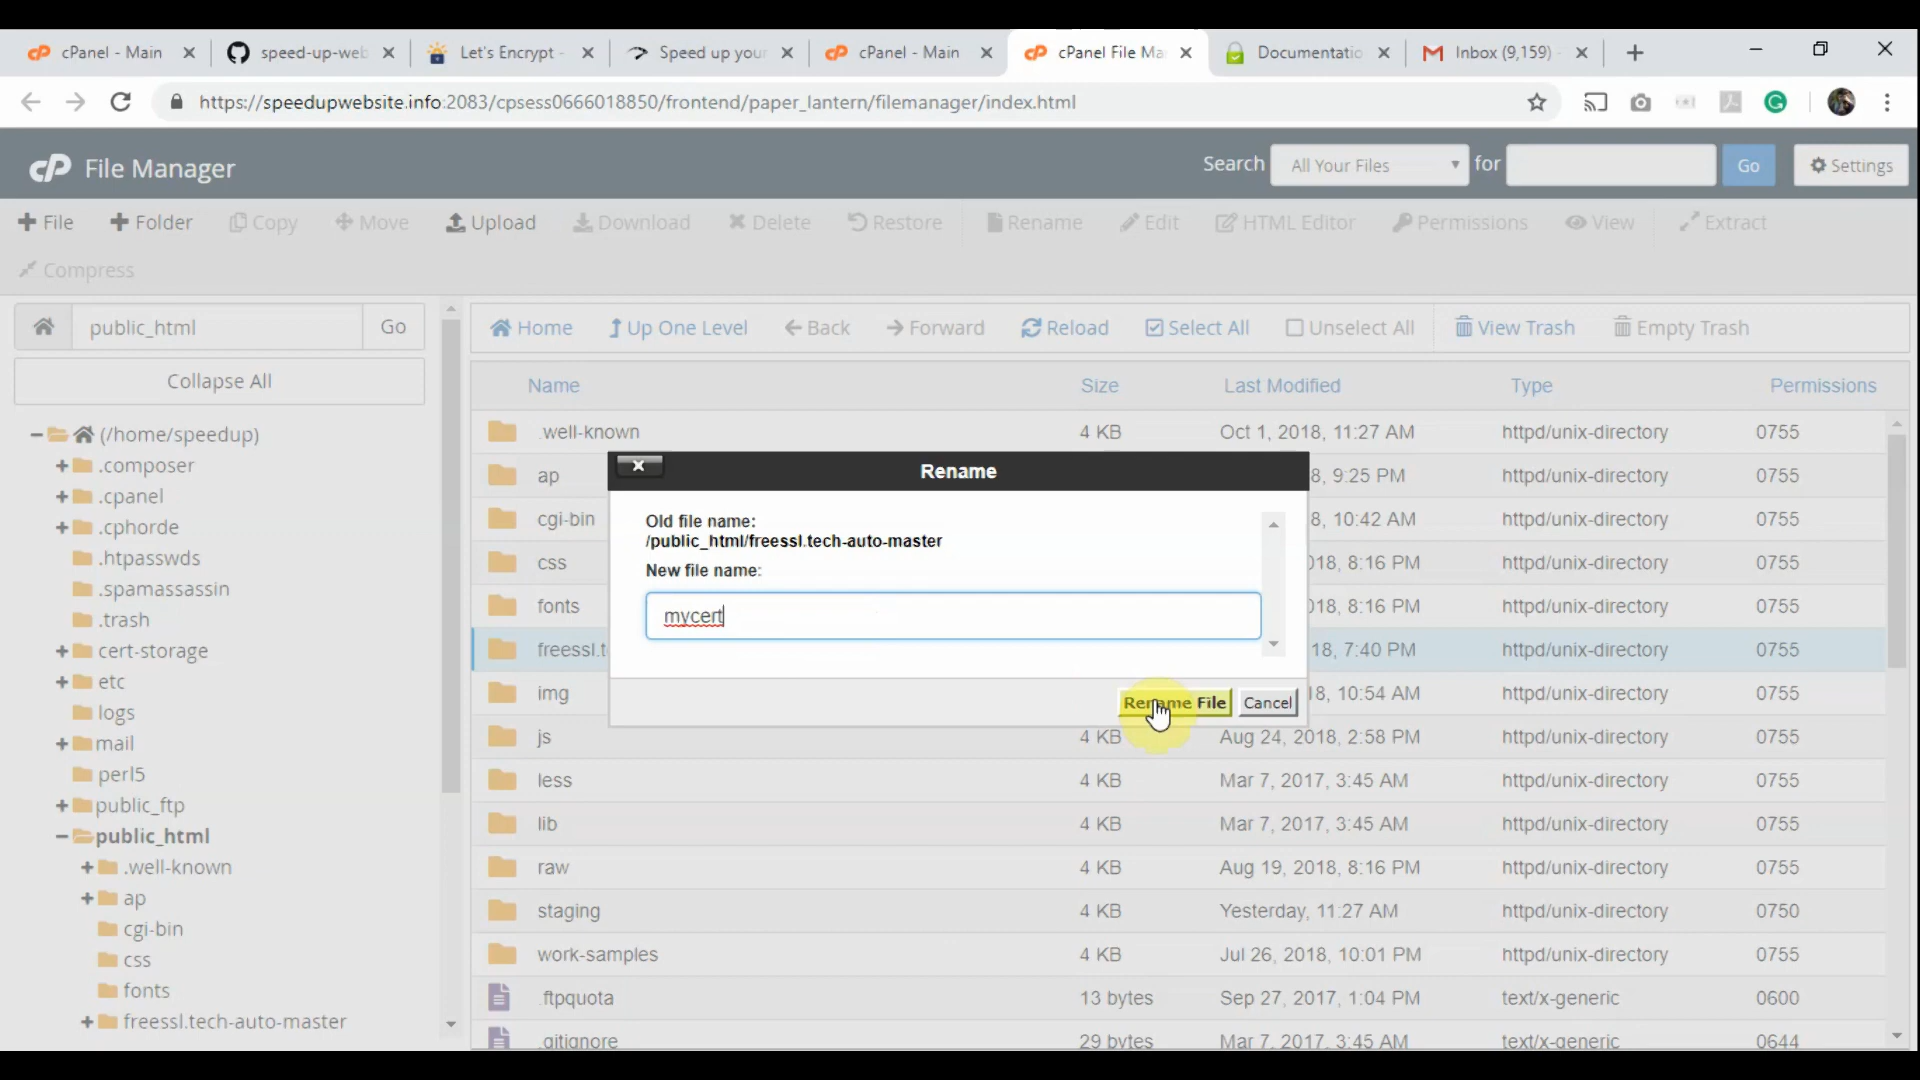 cPanel - Main
speed-up-web
Let's Encrypt -
Speed up your
cPanel - Main
cPanel File Ma
Documentatio
Inbox (9,159)
https://speedupwebsite.info:2083/cpsess0666018850/frontend/paper_lantern/filemanager/index.html
cP File Manager
Search All Your Files for Go Settings
File Folder Copy Move Upload Download Delete Restore Rename Edit HTML Editor Permissions View Extract
Compress
public_html Go
Home Up One Level Back Forward Reload Select All Unselect All View Trash Empty Trash
Collapse All
(/home/speedup)
.composer
.cpanel
.cphorde
.htpasswds
.spamassassin
.trash
cert-storage
etc
logs
mail
perl5
public_ftp
public_html
.well-known
ap
cgi-bin
css
fonts
freessl.tech-auto-master
Name Size Last Modified Type Permissions
.well-known 4 KB Oct 1, 2018, 11:27 AM httpd/unix-directory 0755
ap 8, 9:25 PM httpd/unix-directory 0755
cgi-bin 8, 10:42 AM httpd/unix-directory 0755
css 018, 8:16 PM httpd/unix-directory 0755
fonts 018, 8:16 PM httpd/unix-directory 0755
freessl.t 18, 7:40 PM httpd/unix-directory 0755
img 18, 10:54 AM httpd/unix-directory 0755
js 4 KB Aug 24, 2018, 2:58 PM httpd/unix-directory 0755
less 4 KB Mar 7, 2017, 3:45 AM httpd/unix-directory 0755
lib 4 KB Mar 7, 2017, 3:45 AM httpd/unix-directory 0755
raw 4 KB Aug 19, 2018, 8:16 PM httpd/unix-directory 0755
staging 4 KB Yesterday, 11:27 AM httpd/unix-directory 0750
work-samples 4 KB Jul 26, 2018, 10:01 PM httpd/unix-directory 0755
.ftpquota 13 bytes Sep 27, 2017, 1:04 PM text/x-generic 0600
.gitignore 29 bytes Mar 7, 2017, 3:45 AM text/x-generic 0644
Rename
Old file name:
/public_html/freessl.tech-auto-master
New file name:
mycert
Rename File Cancel